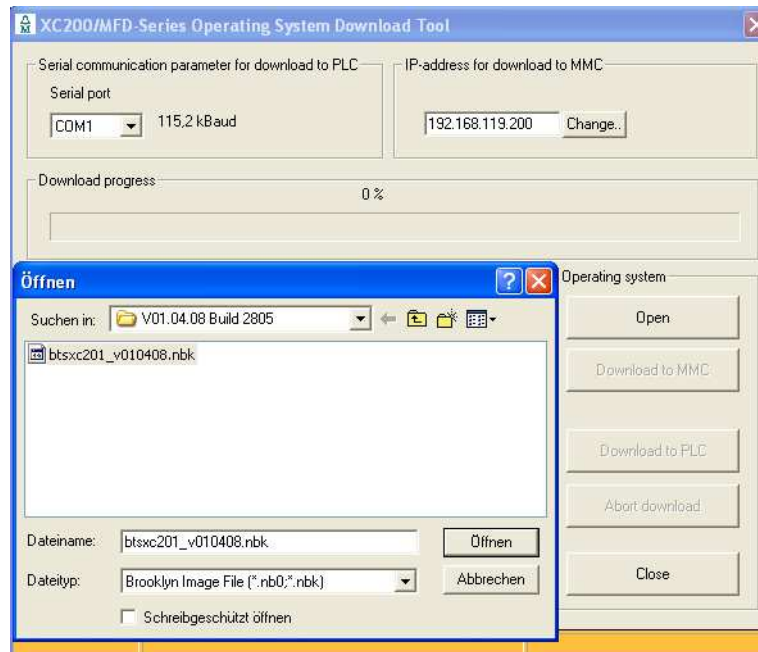 XC200/MFD-Series Operating System Download Tool
Serial communication parameter for download to PLC
Serial port
COM1 115,2 kBaud
IP-address for download to MMC
192.168.119.200 Change..
Download progress
0 %
Öffnen
Suchen in: V01.04.08 Build 2805
btsxc201_v010408.nbk
Dateiname: btsxc201_v010408.nbk Öffnen
Dateityp: Brooklyn Image File (*.nb0;*.nbk) Abbrechen
Schreibgeschützt öffnen
Operating system
Open
Download to MMC
Download to PLC
Abort download
Close